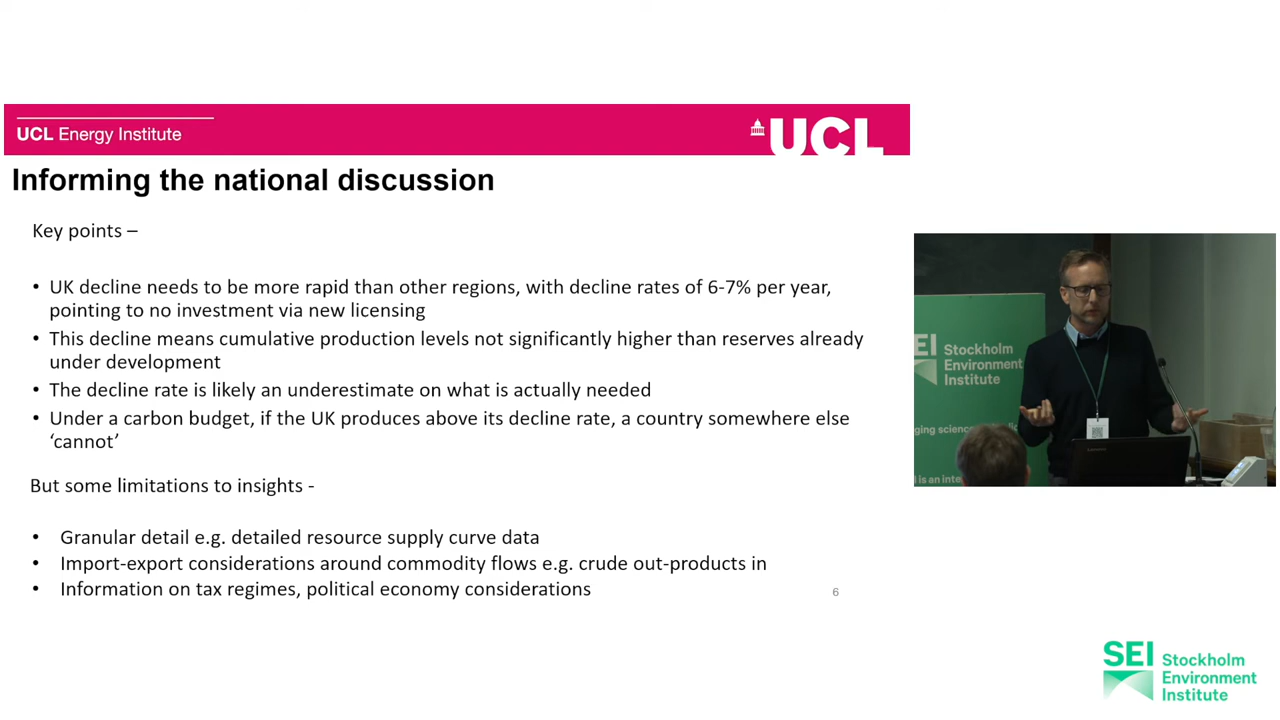 UCL Energy Institute
UCL
Informing the national discussion
Key points –
• UK decline needs to be more rapid than other regions, with decline rates of 6-7% per year,
pointing to no investment via new licensing
• This decline means cumulative production levels not significantly higher than reserves already
under development
• The decline rate is likely an underestimate on what is actually needed
• Under a carbon budget, if the UK produces above its decline rate, a country somewhere else
‘cannot’
But some limitations to insights -
• Granular detail e.g. detailed resource supply curve data
• Import-export considerations around commodity flows e.g. crude out-products in
• Information on tax regimes, political economy considerations
6
EI Stockholm
Environment
Institute
SEI Stockholm
Environment
Institute